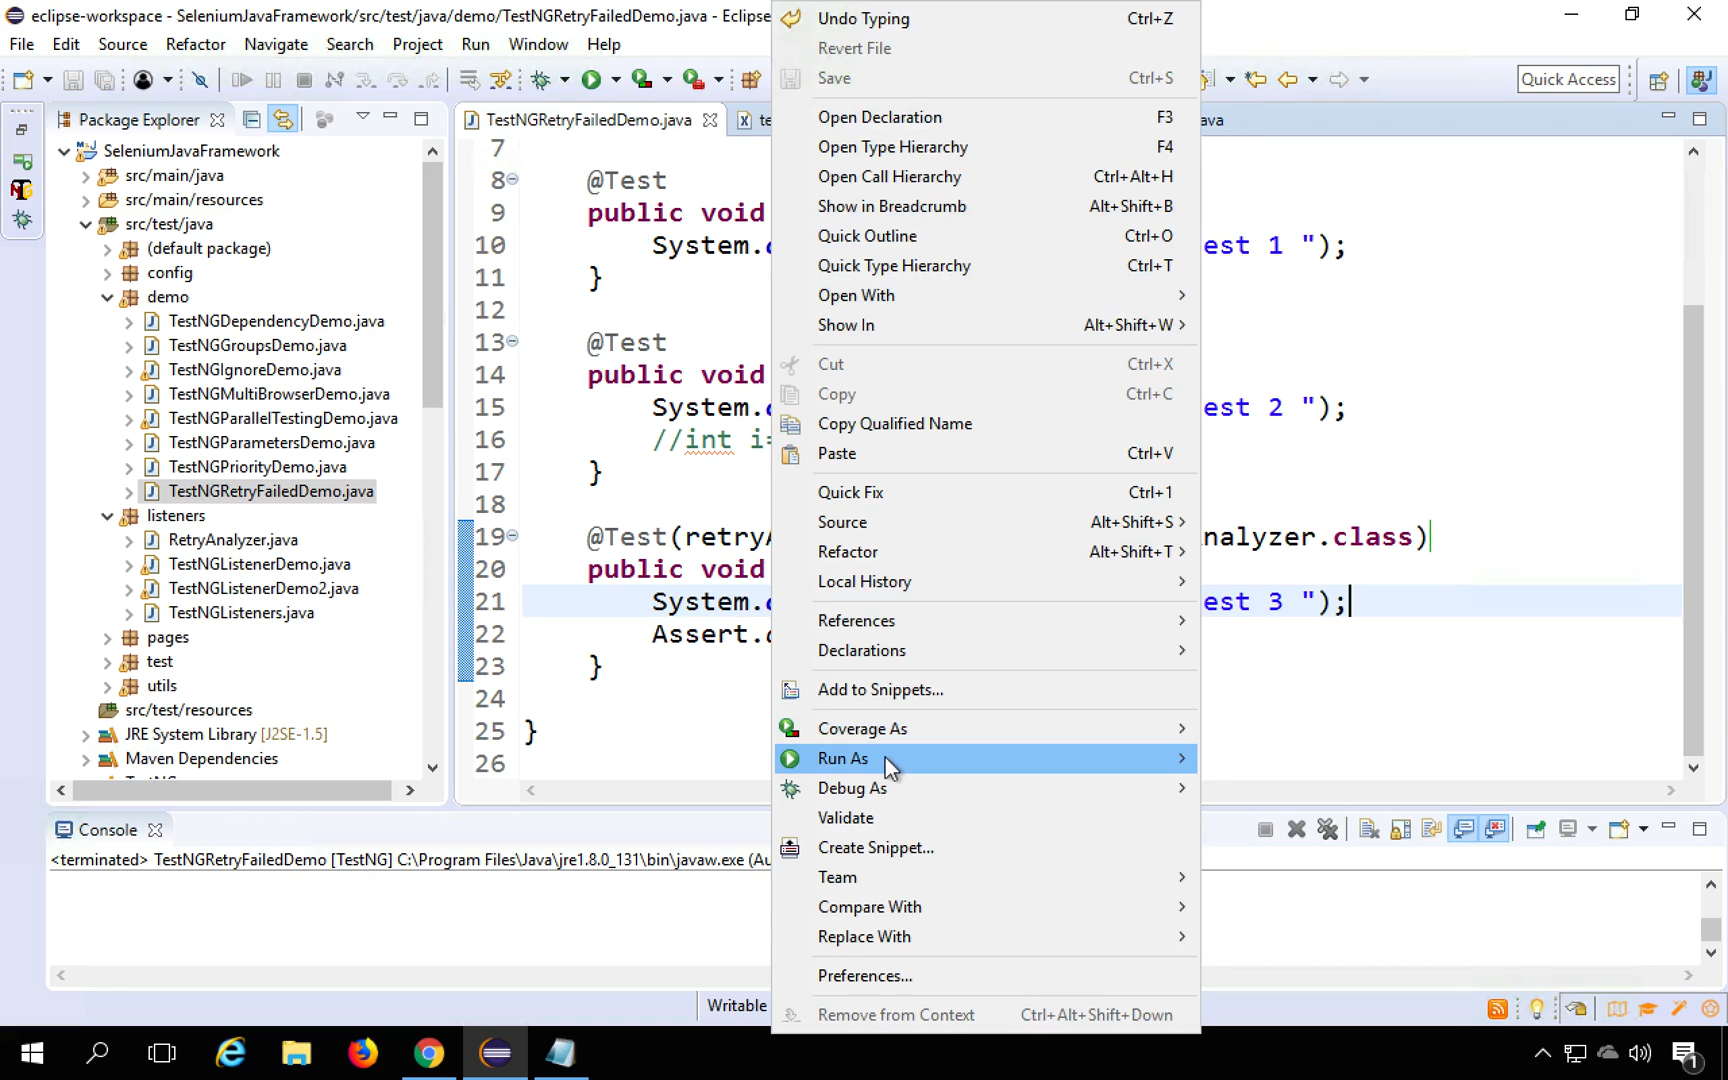 eclipse-workspace - SeleniumJavaFramework/src/test/java/demo/TestNGRetryFailedDemo.java - Eclipse
File Edit Source Refactor Navigate Search Project Run Window Help
Quick Access
Package Explorer
SeleniumJavaFramework
src/main/java
src/main/resources
src/test/java
(default package)
config
demo
TestNGDependencyDemo.java
TestNGGroupsDemo.java
TestNGIgnoreDemo.java
TestNGMultiBrowserDemo.java
TestNGParallelTestingDemo.java
TestNGParametersDemo.java
TestNGPriorityDemo.java
TestNGRetryFailedDemo.java
listeners
RetryAnalyzer.java
TestNGListenerDemo.java
TestNGListenerDemo2.java
TestNGListeners.java
pages
test
utils
src/test/resources
JRE System Library [J2SE-1.5]
Maven Dependencies
TestNGRetryFailedDemo.java te ava
7
8 @Test
9 public void
10 System. est 1 ");
11 }
12
13 @Test
14 public void
15 System. est 2 ");
16 //int i=
17 }
18
19 @Test(retry nalyzer.class)
20 public void
21 System. est 3 ");
22 Assert.
23 }
24
25 }
26
Undo Typing Ctrl+Z
Revert File
Save Ctrl+S
Open Declaration F3
Open Type Hierarchy F4
Open Call Hierarchy Ctrl+Alt+H
Show in Breadcrumb Alt+Shift+B
Quick Outline Ctrl+O
Quick Type Hierarchy Ctrl+T
Open With
Show In Alt+Shift+W
Cut Ctrl+X
Copy Ctrl+C
Copy Qualified Name
Paste Ctrl+V
Quick Fix Ctrl+1
Source Alt+Shift+S
Refactor Alt+Shift+T
Local History
References
Declarations
Add to Snippets...
Coverage As
Run As
Debug As
Validate
Create Snippet...
Team
Compare With
Replace With
Preferences...
Remove from Context Ctrl+Alt+Shift+Down
Console
<terminated> TestNGRetryFailedDemo [TestNG] C:\Program Files\Java\jre1.8.0_131\bin\javaw.exe (Au
Writable
1